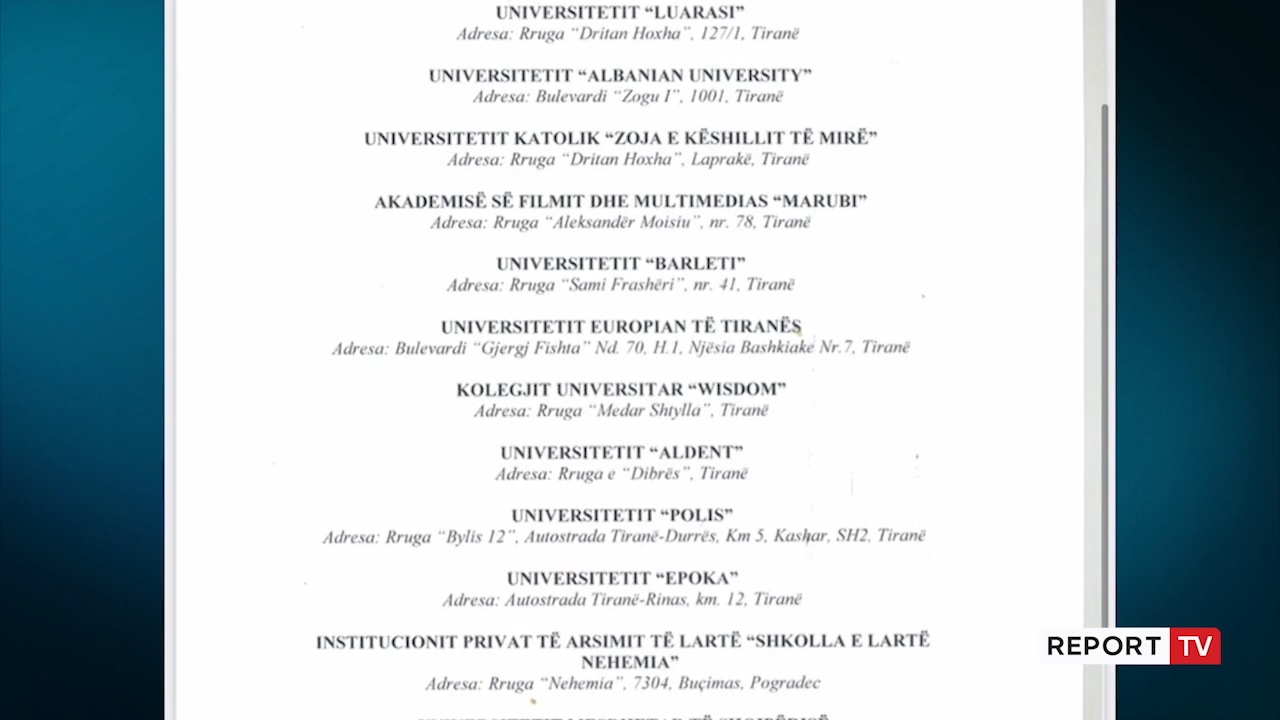 UNIVERSITETIT “LUARASI”
Adresa: Rruga “Dritan Hoxha”, 127/1, Tiranë
UNIVERSITETIT “ALBANIAN UNIVERSITY”
Adresa: Bulevardi “Zogu I”, 1001, Tiranë
UNIVERSITETIT KATOLIK “ZOJA E KËSHILLIT TË MIRË”
Adresa: Rruga “Dritan Hoxha”, Laprakë, Tiranë
AKADEMISË SË FILMIT DHE MULTIMEDIAS “MARUBI”
Adresa: Rruga “Aleksandër Moisiu”, nr. 78, Tiranë
UNIVERSITETIT “BARLETI”
Adresa: Rruga “Sami Frashëri”, nr. 41, Tiranë
UNIVERSITETIT EUROPIAN TË TIRANËS
Adresa: Bulevardi “Gjergj Fishta” Nd. 70, H.1, Njësia Bashkiake Nr.7, Tiranë
KOLEGJIT UNIVERSITAR “WISDOM”
Adresa: Rruga “Medar Shtylla”, Tiranë
UNIVERSITETIT “ALDENT”
Adresa: Rruga e “Dibrës”, Tiranë
UNIVERSITETIT “POLIS”
Adresa: Rruga “Bylis 12”, Autostrada Tiranë-Durrës, Km 5, Kashar, SH2, Tiranë
UNIVERSITETIT “EPOKA”
Adresa: Autostrada Tiranë-Rinas, km. 12, Tiranë
INSTITUCIONIT PRIVAT TË ARSIMIT TË LARTË “SHKOLLA E LARTË
NEHEMIA”
Adresa: Rruga “Nehemia”, 7304, Buçimas, Pogradec
REPORT TV